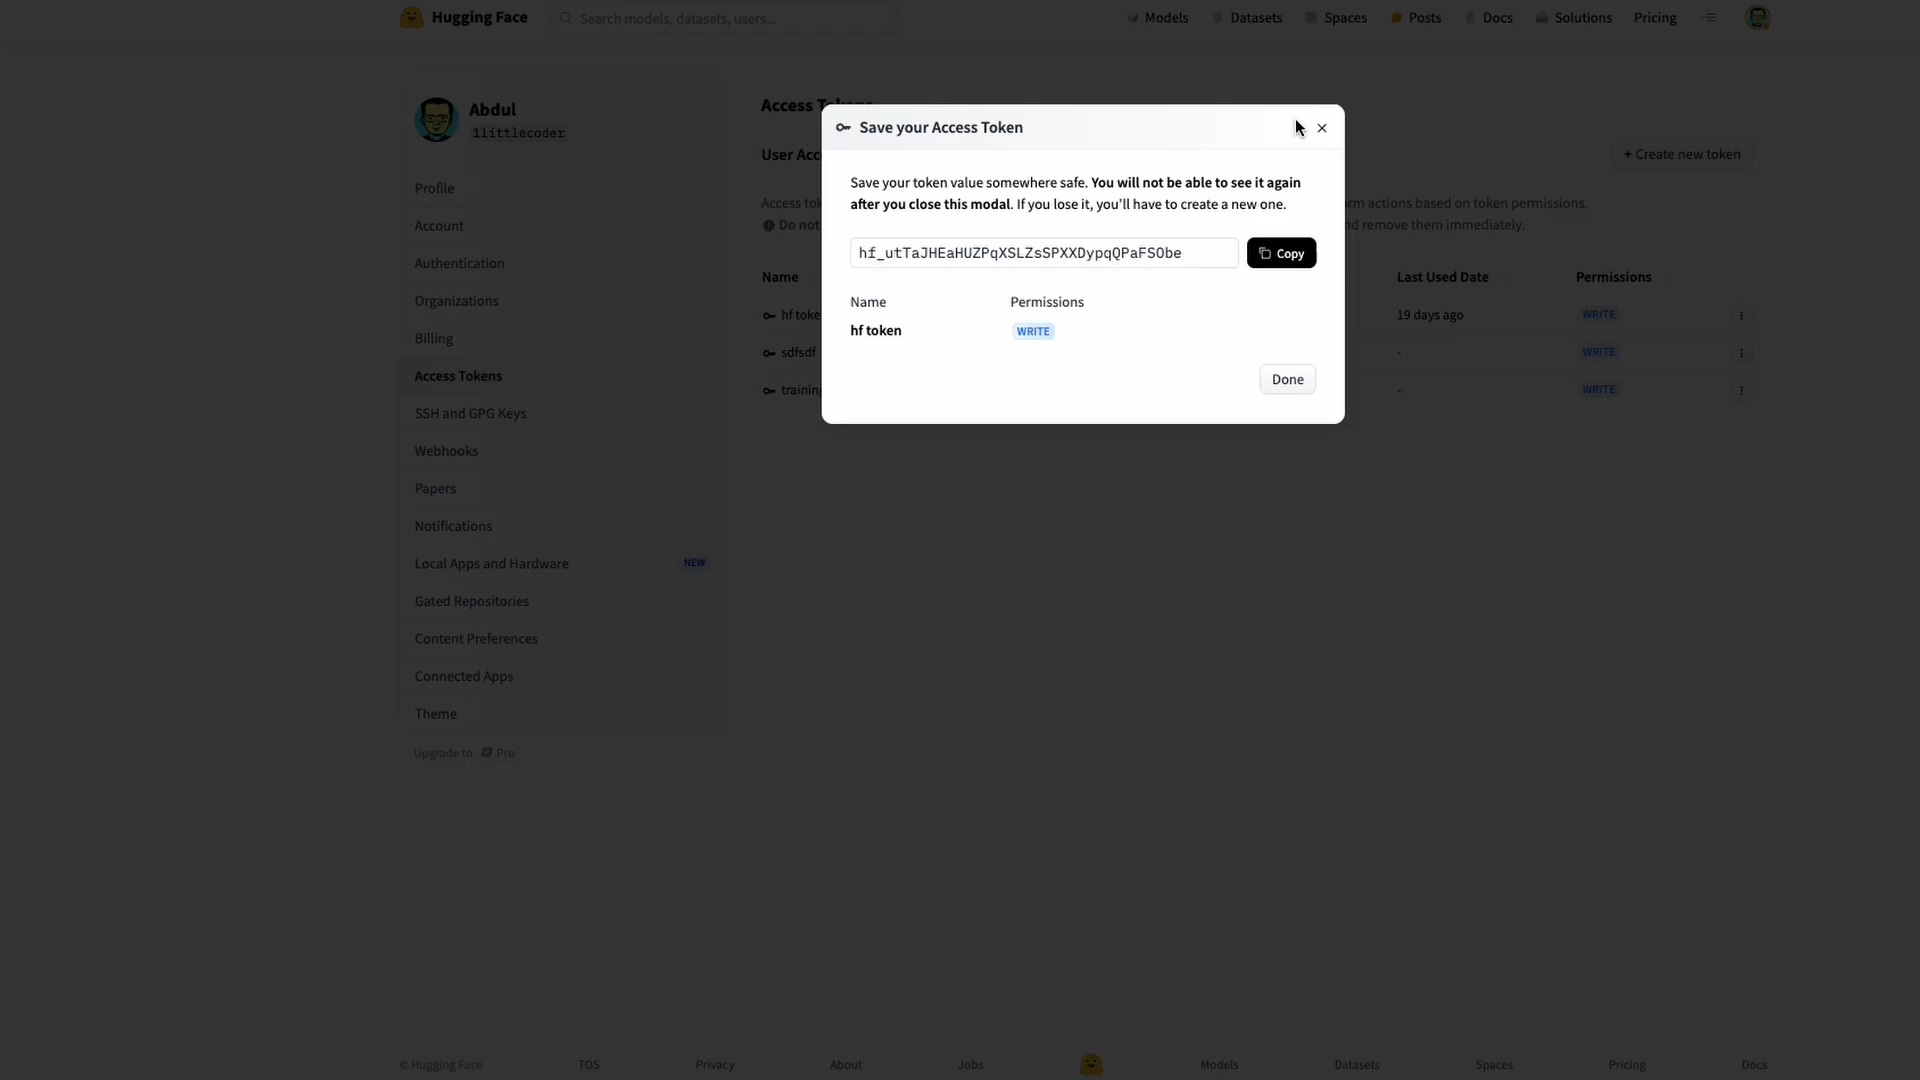 Hugging Face
Search models, datasets, users...
Models
Datasets
Spaces
Posts
Docs
Solutions
Pricing
Abdul
1littlecoder
Profile
Account
Authentication
Organizations
Billing
Access Tokens
SSH and GPG Keys
Webhooks
Papers
Notifications
Local Apps and Hardware NEW
Gated Repositories
Content Preferences
Connected Apps
Theme
Upgrade to Pro
Access
User
+ Create new token
Access
rm actions based on token permissions.
Do not
nd remove them immediately.
Name
Last Used Date
Permissions
hf
19 days ago
WRITE
sdfsdf
-
WRITE
-
WRITE
Save your Access Token
Save your token value somewhere safe. You will not be able to see it again
after you close this modal. If you lose it, you'll have to create a new one.
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
Copy
Name
Permissions
hf token
WRITE
Done
© Hugging Face
TOS
Privacy
About
Jobs
Models
Datasets
Spaces
Pricing
Docs